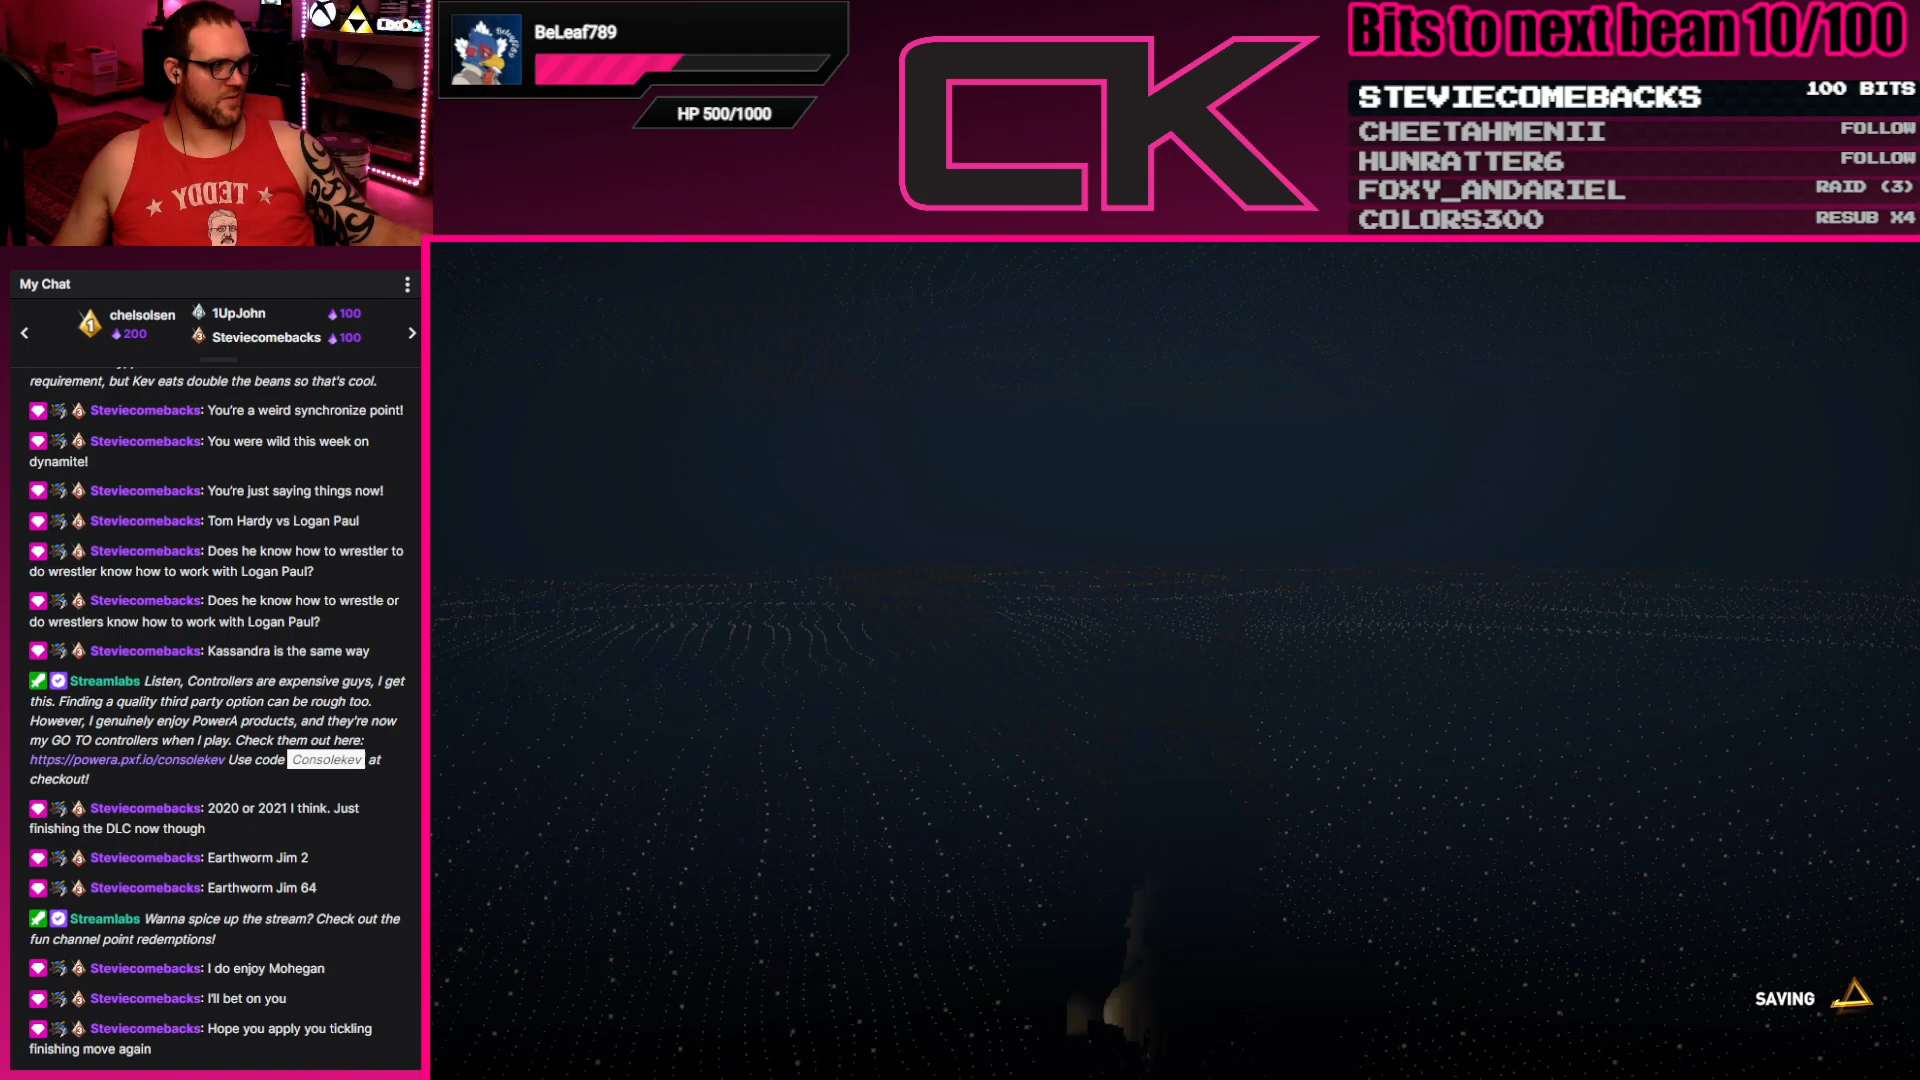 BeLeaf789
HP 500/1000
CK
Bits to next bean 10/100
STEVIECOMEBACKS 100 BITS
CHEETAHMENII FOLLOW
HUNRATTER6 FOLLOW
FOXY_ANDARIEL RAID (3)
COLORS300 RESUB X4
TEDDY
My Chat
1 chelsolsen 200
2 1UpJohn 100
3 Steviecomebacks 100
requirement, but Kev eats double the beans so that's cool.
Steviecomebacks: You're a weird synchronize point!
Steviecomebacks: You were wild this week on
dynamite!
Steviecomebacks: You're just saying things now!
Steviecomebacks: Tom Hardy vs Logan Paul
Steviecomebacks: Does he know how to wrestler to
do wrestler know how to work with Logan Paul?
Steviecomebacks: Does he know how to wrestle or
do wrestlers know how to work with Logan Paul?
Steviecomebacks: Kassandra is the same way
Streamlabs Listen, Controllers are expensive guys, I get
this. Finding a quality third party option can be rough too.
However, I genuinely enjoy PowerA products, and they're now
my GO TO controllers when I play. Check them out here:
https://powera.pxf.io/consolekev Use code Consolekev at
checkout!
Steviecomebacks: 2020 or 2021 I think. Just
finishing the DLC now though
Steviecomebacks: Earthworm Jim 2
Steviecomebacks: Earthworm Jim 64
Streamlabs Wanna spice up the stream? Check out the
fun channel point redemptions!
Steviecomebacks: I do enjoy Mohegan
Steviecomebacks: I'll bet on you
Steviecomebacks: Hope you apply you tickling
finishing move again
SAVING